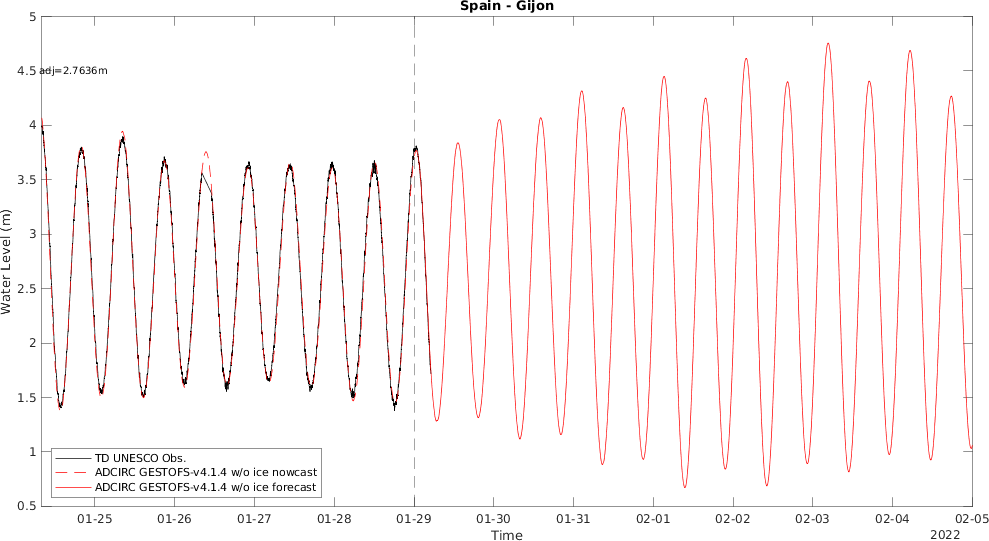 Spain - Gijon
5
4.5
adj=2.7636m
4
3.5
3
2.5
2
1.5
1
0.5
Water Level (m)
TD UNESCO Obs.
ADCIRC GESTOFS-v4.1.4 w/o ice nowcast
ADCIRC GESTOFS-v4.1.4 w/o ice forecast
01-25 01-26 01-27 01-28 01-29 01-30 01-31 02-01 02-02 02-03 02-04 02-05
Time
2022